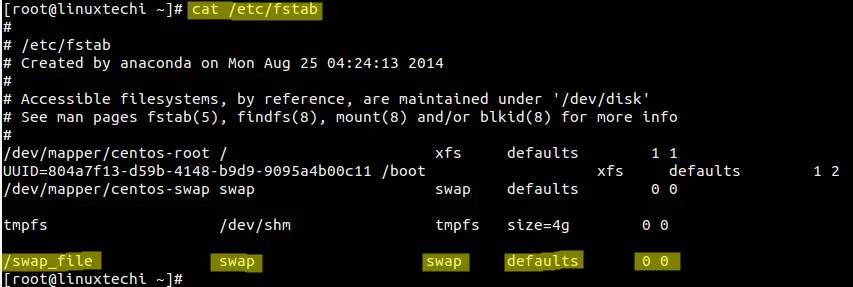 [root@linuxtechi ~]# cat /etc/fstab
#
# /etc/fstab
# Created by anaconda on Mon Aug 25 04:24:13 2014
#
# Accessible filesystems, by reference, are maintained under '/dev/disk'
# See man pages fstab(5), findfs(8), mount(8) and/or blkid(8) for more info
#
/dev/mapper/centos-root / xfs defaults 1 1
UUID=804a7f13-d59b-4148-b9d9-9095a4b00c11 /boot xfs defaults 1 2
/dev/mapper/centos-swap swap swap defaults 0 0
tmpfs /dev/shm tmpfs size=4g 0 0
/swap_file swap swap defaults 0 0
[root@linuxtechi ~]#